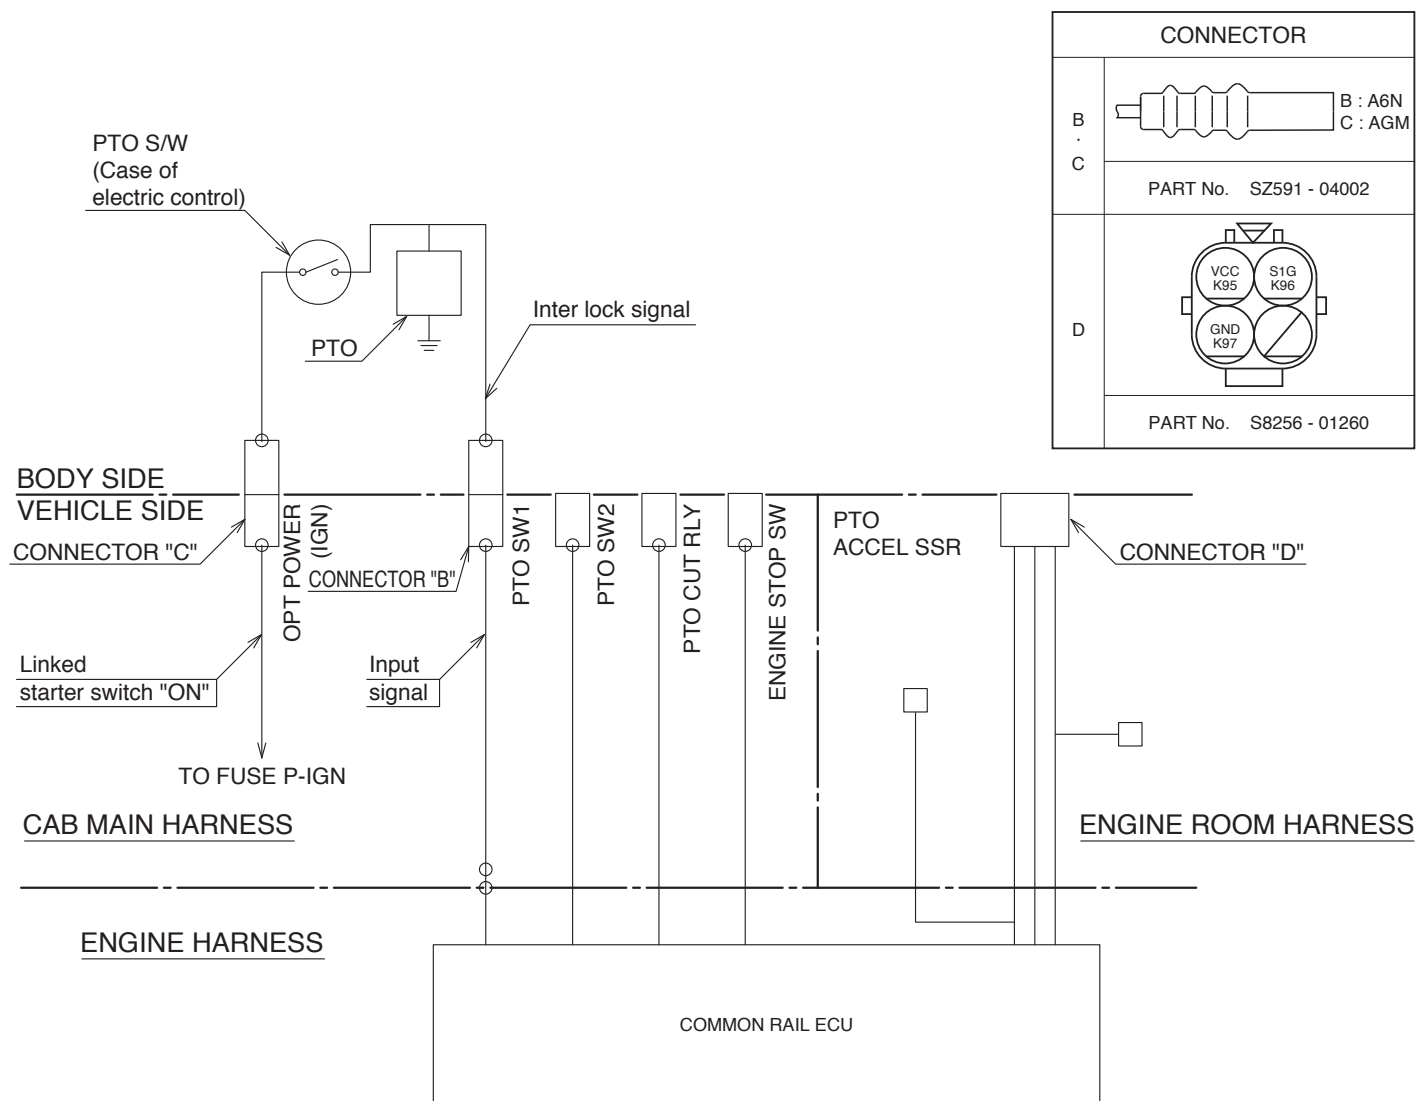 CONNECTOR
B
·
C
B : A6N
C : AGM
PART No. SZ591 - 04002
D
VCC
K95
S1G
K96
GND
K97
PART No. S8256 - 01260
PTO S/W
(Case of
electric control)
PTO
Inter lock signal
BODY SIDE
VEHICLE SIDE
CONNECTOR "C"
OPT POWER
(IGN)
CONNECTOR "B"
PTO SW1
PTO SW2
PTO CUT RLY
ENGINE STOP SW
PTO
ACCEL SSR
CONNECTOR "D"
Linked
starter switch "ON"
Input
signal
TO FUSE P-IGN
CAB MAIN HARNESS
ENGINE ROOM HARNESS
ENGINE HARNESS
COMMON RAIL ECU